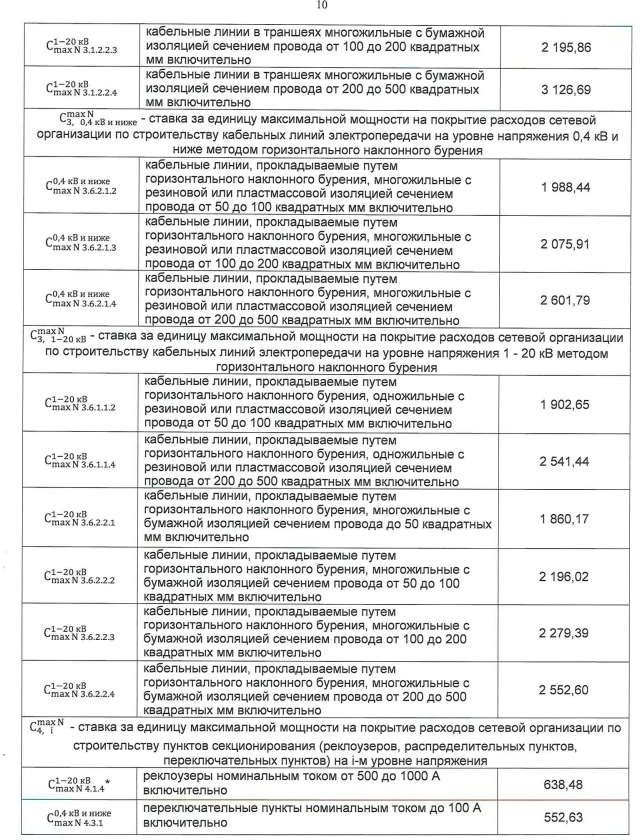 10
C 1−20 кВ max N 3.1.2.2.3
кабельные линии в траншеях многожильные с бумажной
изоляцией сечением провода от 100 до 200 квадратных
мм включительно
2 195,86
C 1−20 кВ max N 3.1.2.2.4
кабельные линии в траншеях многожильные с бумажной
изоляцией сечением провода от 200 до 500 квадратных
мм включительно
3 126,69
C max N 3, 0,4 кВ и ниже - ставка за единицу максимальной мощности на покрытие расходов сетевой
организации по строительству кабельных линий электропередачи на уровне напряжения 0,4 кВ и
ниже методом горизонтального наклонного бурения
C 0,4 кВ и ниже max N 3.6.2.1.2
кабельные линии, прокладываемые путем
горизонтального наклонного бурения, многожильные с
резиновой или пластмассовой изоляцией сечением
провода от 50 до 100 квадратных мм включительно
1 988,44
C 0,4 кВ и ниже max N 3.6.2.1.3
кабельные линии, прокладываемые путем
горизонтального наклонного бурения, многожильные с
резиновой или пластмассовой изоляцией сечением
провода от 100 до 200 квадратных мм включительно
2 075,91
C 0,4 кВ и ниже max N 3.6.2.1.4
кабельные линии, прокладываемые путем
горизонтального наклонного бурения, многожильные с
резиновой или пластмассовой изоляцией сечением
провода от 200 до 500 квадратных мм включительно
2 601,79
C max N 3, 1−20 кВ - ставка за единицу максимальной мощности на покрытие расходов сетевой организации
по строительству кабельных линий электропередачи на уровне напряжения 1 - 20 кВ методом
горизонтального наклонного бурения
C 1−20 кВ max N 3.6.1.1.2
кабельные линии, прокладываемые путем
горизонтального наклонного бурения, одножильные с
резиновой или пластмассовой изоляцией сечением
провода от 50 до 100 квадратных мм включительно
1 902,65
C 1−20 кВ max N 3.6.1.1.4
кабельные линии, прокладываемые путем
горизонтального наклонного бурения, одножильные с
резиновой или пластмассовой изоляцией сечением
провода от 200 до 500 квадратных мм включительно
2 541,44
C 1−20 кВ max N 3.6.2.2.1
кабельные линии, прокладываемые путем
горизонтального наклонного бурения, многожильные с
бумажной изоляцией сечением провода до 50 квадратных
мм включительно
1 860,17
C 1−20 кВ max N 3.6.2.2.2
кабельные линии, прокладываемые путем
горизонтального наклонного бурения, многожильные с
бумажной изоляцией сечением провода от 50 до 100
квадратных мм включительно
2 196,02
C 1−20 кВ max N 3.6.2.2.3
кабельные линии, прокладываемые путем
горизонтального наклонного бурения, многожильные с
бумажной изоляцией сечением провода от 100 до 200
квадратных мм включительно
2 279,39
C 1−20 кВ max N 3.6.2.2.4
кабельные линии, прокладываемые путем
горизонтального наклонного бурения, многожильные с
бумажной изоляцией сечением провода от 200 до 500
квадратных мм включительно
2 552,60
C max N 4, i - ставка за единицу максимальной мощности на покрытие расходов сетевой организации по
строительству пунктов секционирования (реклоузеров, распределительных пунктов,
переключательных пунктов) на i-м уровне напряжения
C 1−20 кВ max N 4.1.4 *
реклоузеры номинальным током от 500 до 1000 А
включительно
638,48
C 0,4 кВ и ниже max N 4.3.1
переключательные пункты номинальным током до 100 А
включительно
552,63